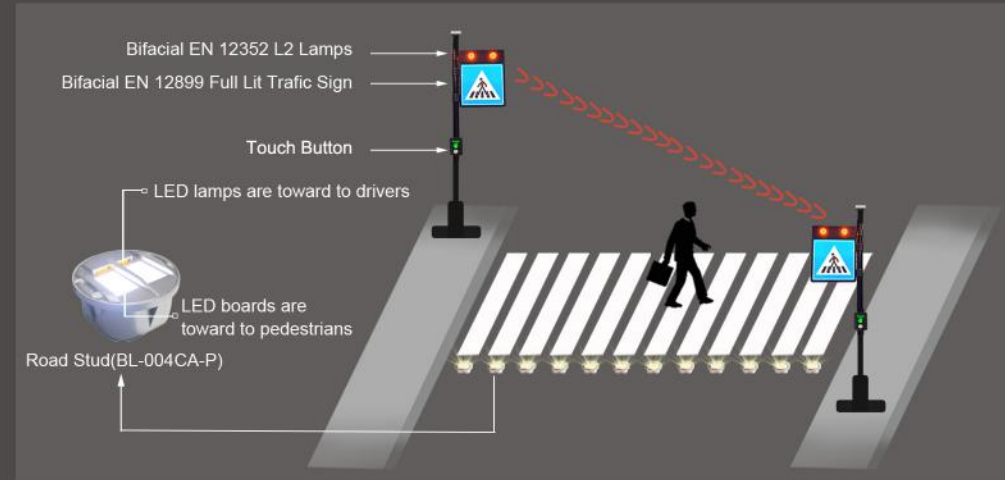 Bifacial EN 12352 L2 Lamps
Bifacial EN 12899 Full Lit Trafic Sign
Touch Button
LED lamps are toward to drivers
LED boards are
toward to pedestrians
Road Stud(BL-004CA-P)